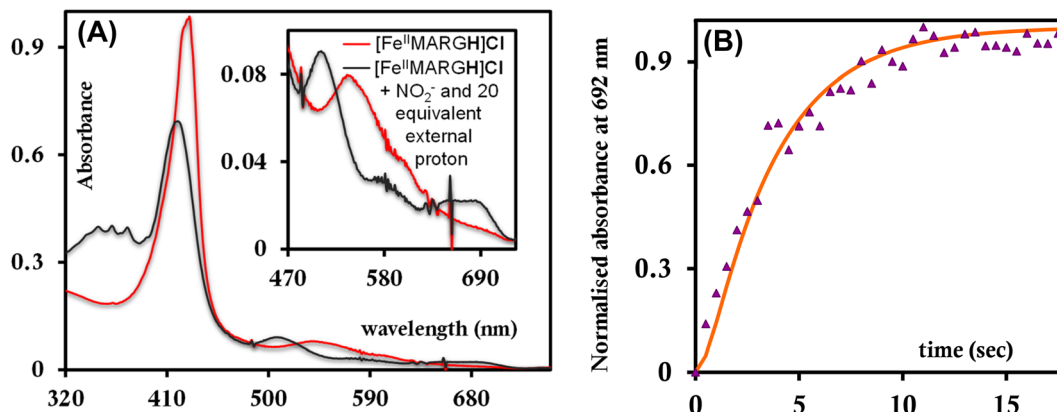 (A)
[FeᴵᴵMARGH]Cl
[FeᴵᴵMARGH]Cl
+ NO₂⁻ and 20
equivalent
external
proton
0.08
0.04
0
470 580 690
wavelength (nm)
Absorbance
0.9
0.6
0.3
0
320 410 500 590 680
(B)
Normalised absorbance at 692 nm
0.9
0.6
0.3
0
time (sec)
0 5 10 15